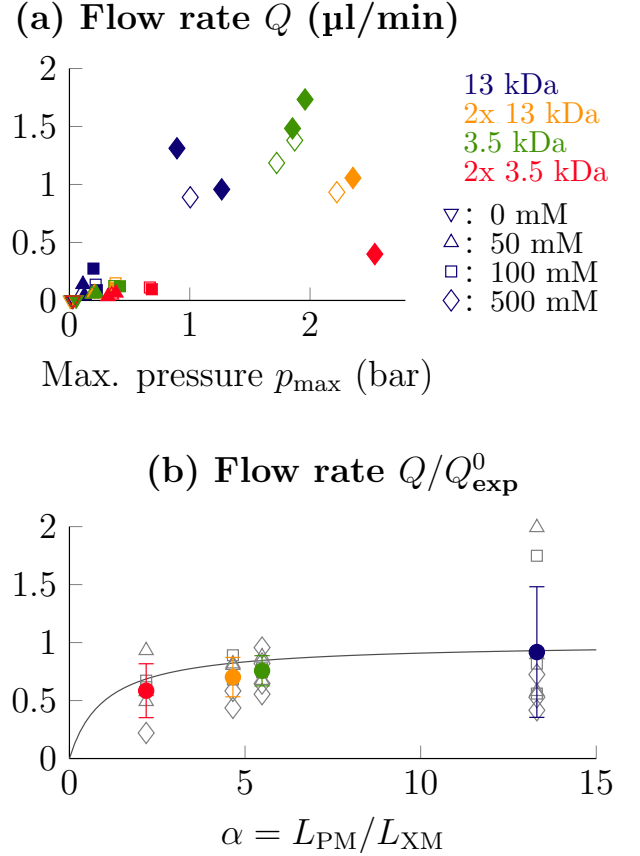 (a) Flow rate Q (µl/min)
2
1.5
1
0.5
0
0
1
2
Max. pressure p_max (bar)
13 kDa
2x 13 kDa
3.5 kDa
2x 3.5 kDa
▽: 0 mM
△: 50 mM
□: 100 mM
◇: 500 mM
(b) Flow rate Q/Q⁰_exp
2
1.5
1
0.5
0
0
5
10
15
α = L_PM/L_XM